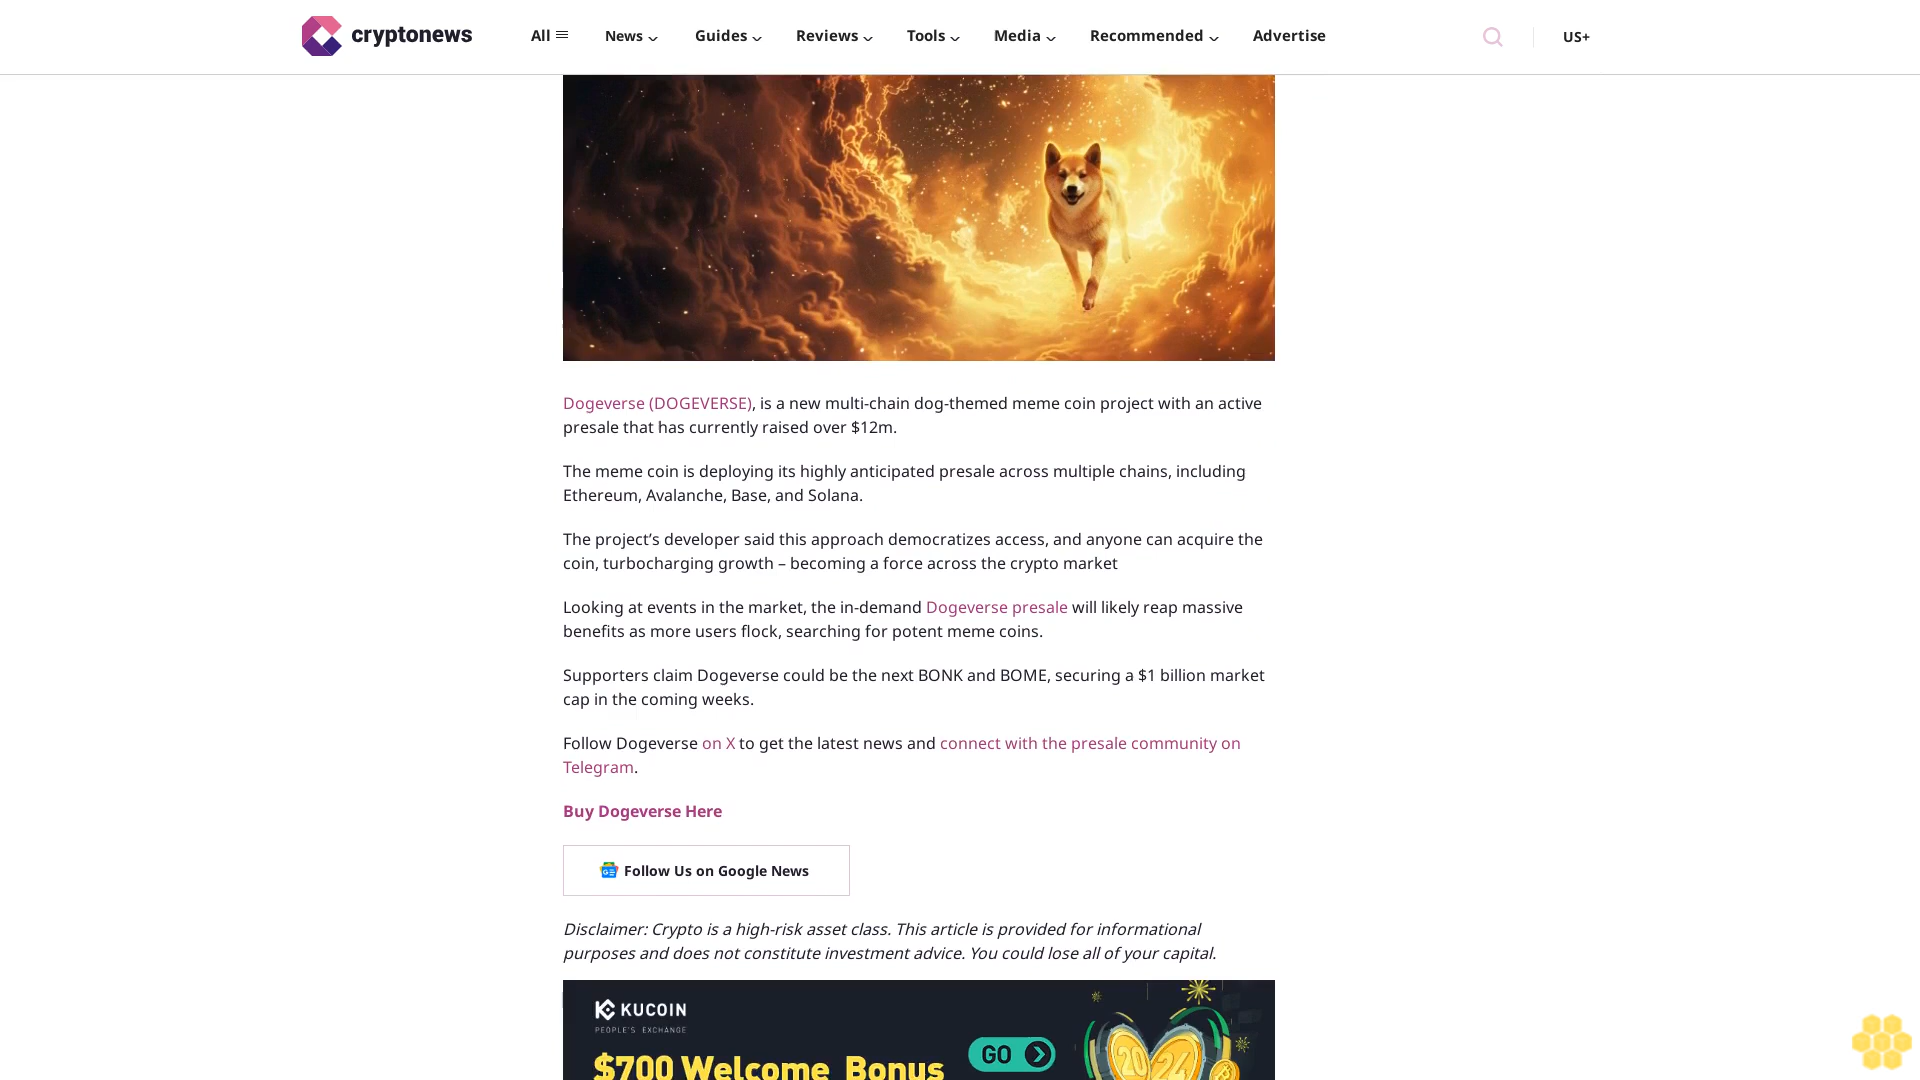 cryptonews
All
News
Guides
Reviews
Tools
Media
Recommended
Advertise
US+
Dogeverse (DOGEVERSE), is a new multi-chain dog-themed meme coin project with an active
presale that has currently raised over $12m.
The meme coin is deploying its highly anticipated presale across multiple chains, including
Ethereum, Avalanche, Base, and Solana.
The project’s developer said this approach democratizes access, and anyone can acquire the
coin, turbocharging growth – becoming a force across the crypto market
Looking at events in the market, the in-demand Dogeverse presale will likely reap massive
benefits as more users flock, searching for potent meme coins.
Supporters claim Dogeverse could be the next BONK and BOME, securing a $1 billion market
cap in the coming weeks.
Follow Dogeverse on X to get the latest news and connect with the presale community on
Telegram.
Buy Dogeverse Here
Follow Us on Google News
Disclaimer: Crypto is a high-risk asset class. This article is provided for informational
purposes and does not constitute investment advice. You could lose all of your capital.
KUCOIN
PEOPLE'S EXCHANGE
$700 Welcome Bonus
GO
2024